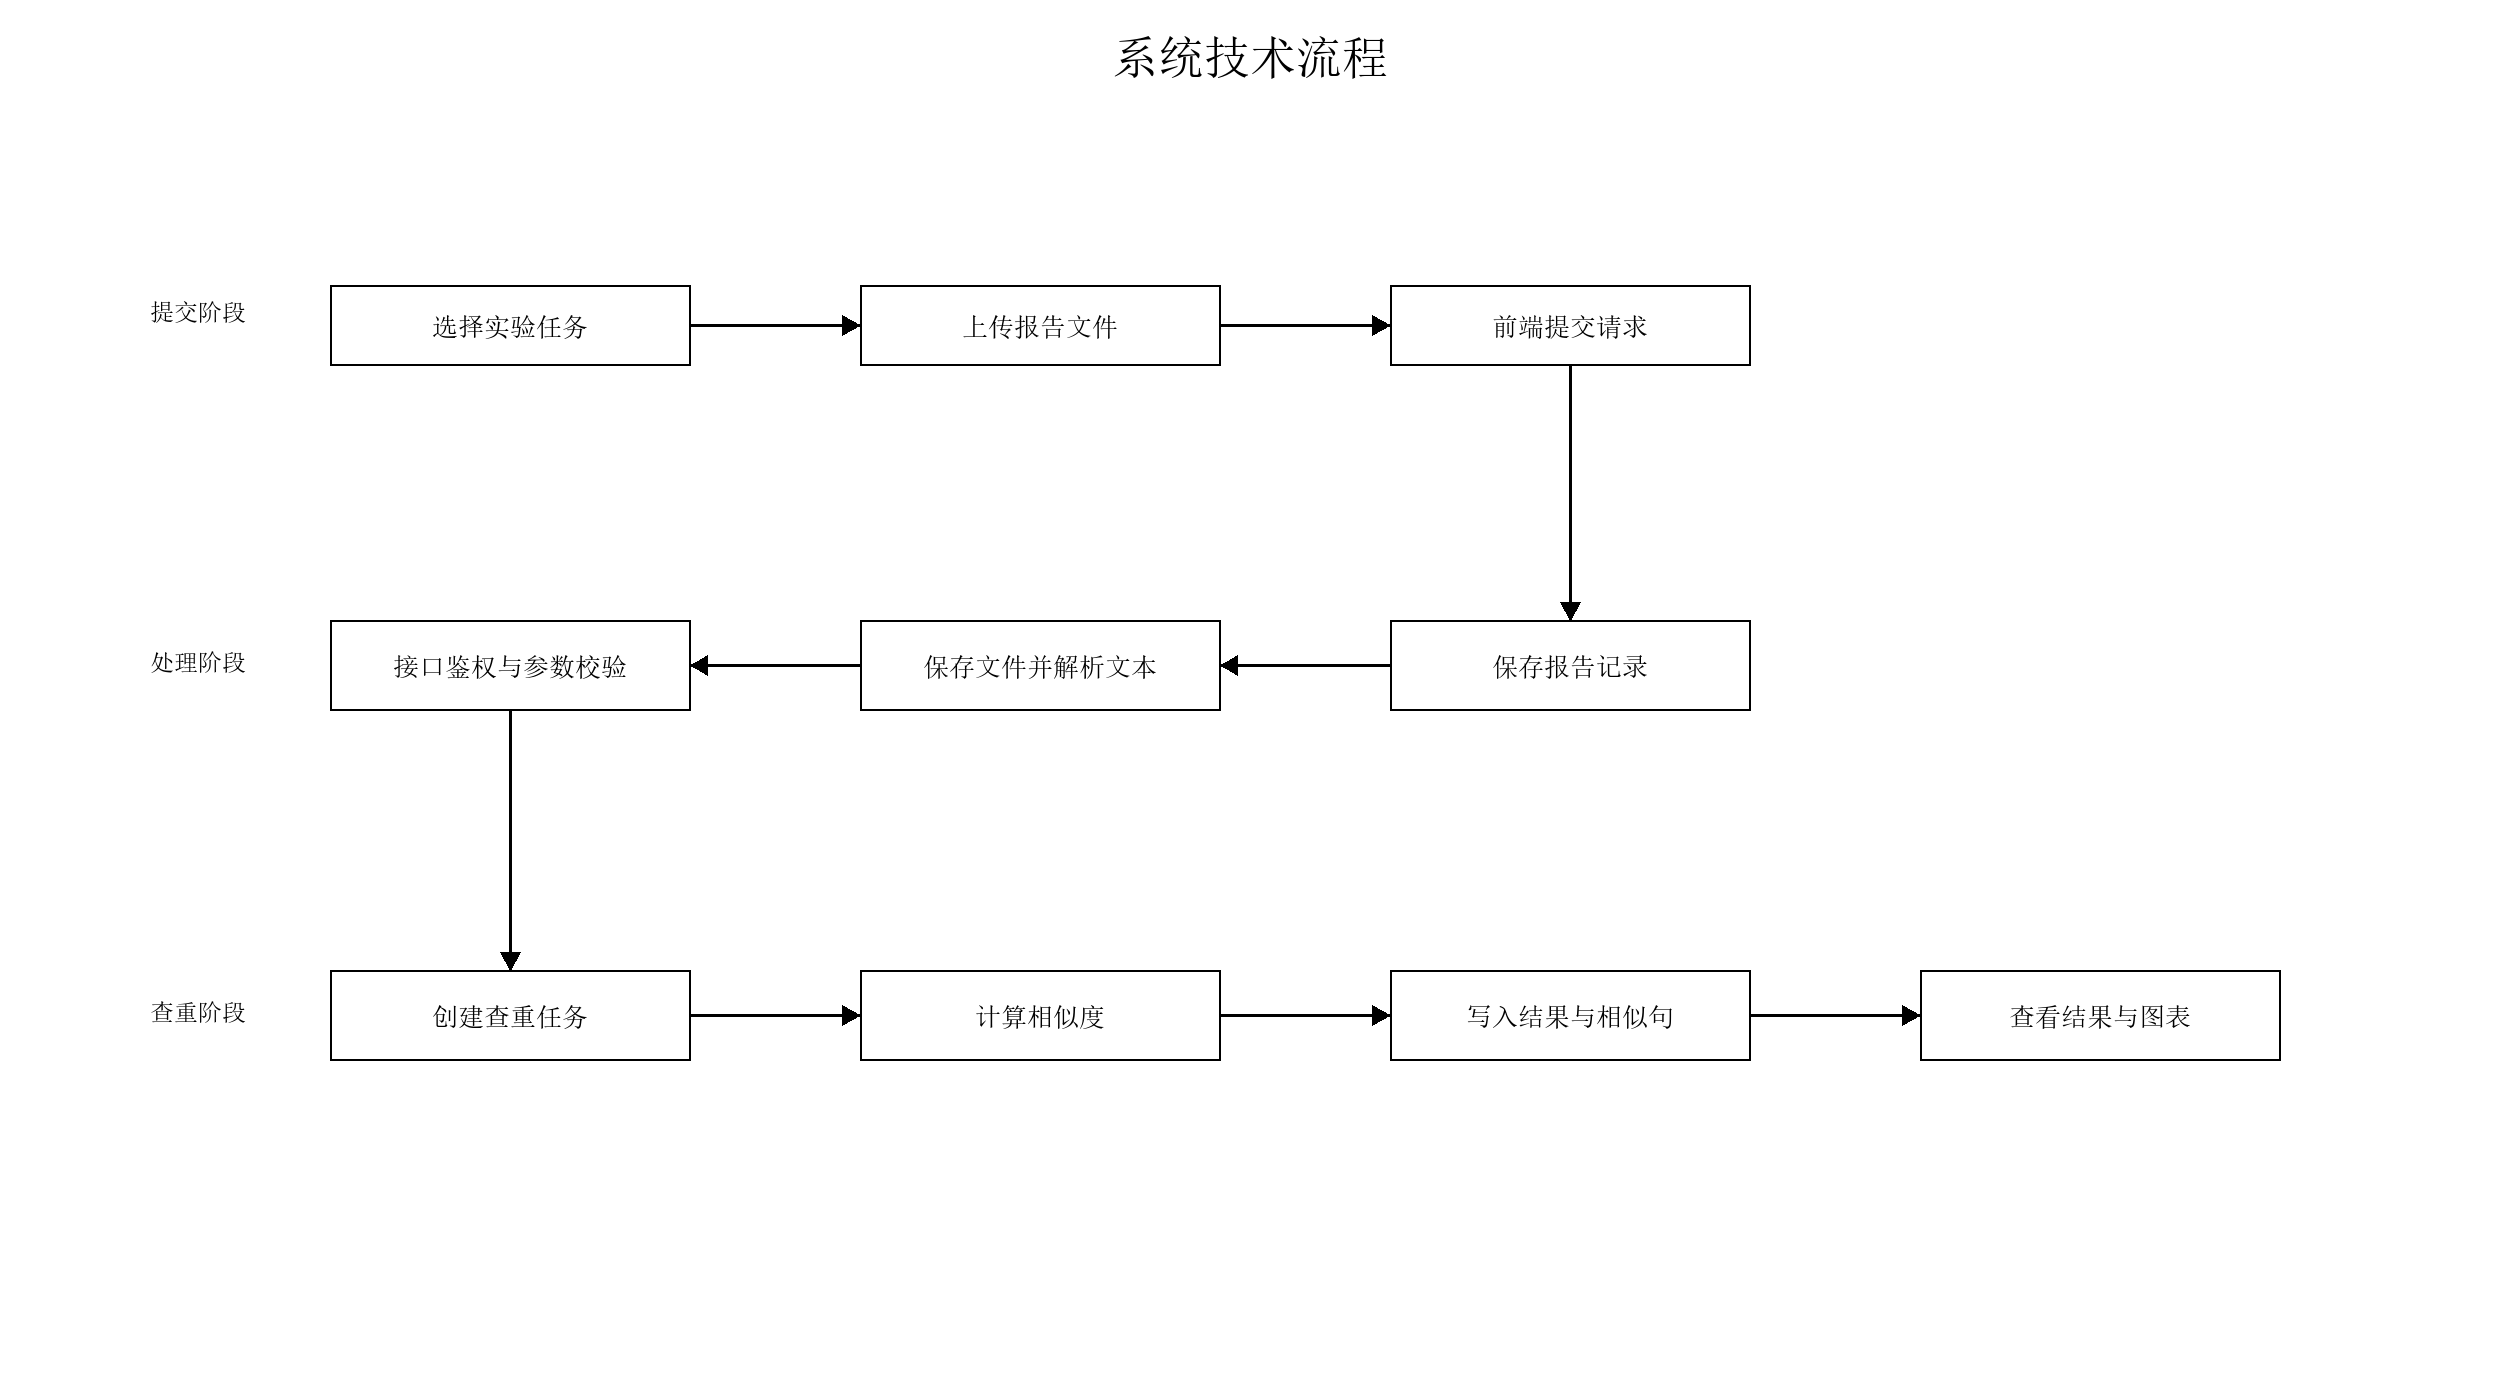 系统技术流程
提交阶段
选择实验任务
上传报告文件
前端提交请求
处理阶段
接口鉴权与参数校验
保存文件并解析文本
保存报告记录
查重阶段
创建查重任务
计算相似度
写入结果与相似句
查看结果与图表